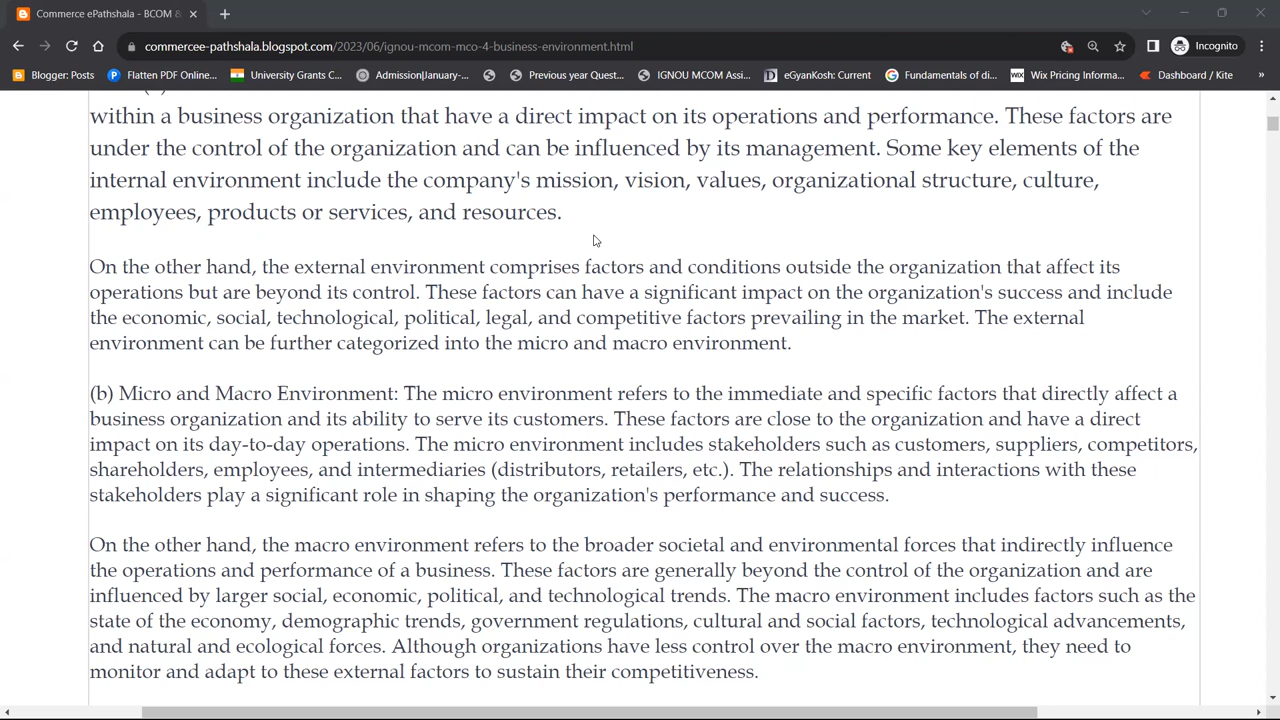 Commerce ePathshala - BCOM &
commercee-pathshala.blogspot.com/2023/06/ignou-mcom-mco-4-business-environment.html
Incognito
Blogger: Posts
Flatten PDF Online...
University Grants C...
Admission|January-...
Previous year Quest...
IGNOU MCOM Assi...
eGyanKosh: Current
Fundamentals of di...
WIX Wix Pricing Informa...
Dashboard / Kite
»
within a business organization that have a direct impact on its operations and performance. These factors are
under the control of the organization and can be influenced by its management. Some key elements of the
internal environment include the company's mission, vision, values, organizational structure, culture,
employees, products or services, and resources.
On the other hand, the external environment comprises factors and conditions outside the organization that affect its
operations but are beyond its control. These factors can have a significant impact on the organization's success and include
the economic, social, technological, political, legal, and competitive factors prevailing in the market. The external
environment can be further categorized into the micro and macro environment.
(b) Micro and Macro Environment: The micro environment refers to the immediate and specific factors that directly affect a
business organization and its ability to serve its customers. These factors are close to the organization and have a direct
impact on its day-to-day operations. The micro environment includes stakeholders such as customers, suppliers, competitors,
shareholders, employees, and intermediaries (distributors, retailers, etc.). The relationships and interactions with these
stakeholders play a significant role in shaping the organization's performance and success.
On the other hand, the macro environment refers to the broader societal and environmental forces that indirectly influence
the operations and performance of a business. These factors are generally beyond the control of the organization and are
influenced by larger social, economic, political, and technological trends. The macro environment includes factors such as the
state of the economy, demographic trends, government regulations, cultural and social factors, technological advancements,
and natural and ecological forces. Although organizations have less control over the macro environment, they need to
monitor and adapt to these external factors to sustain their competitiveness.